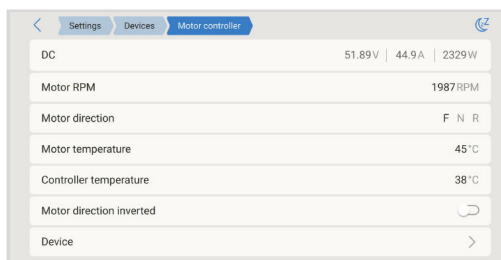 Settings Devices Motor controller
DC 51.89V 44.9A 2329W
Motor RPM 1987RPM
Motor direction F N R
Motor temperature 45°C
Controller temperature 38°C
Motor direction inverted
Device